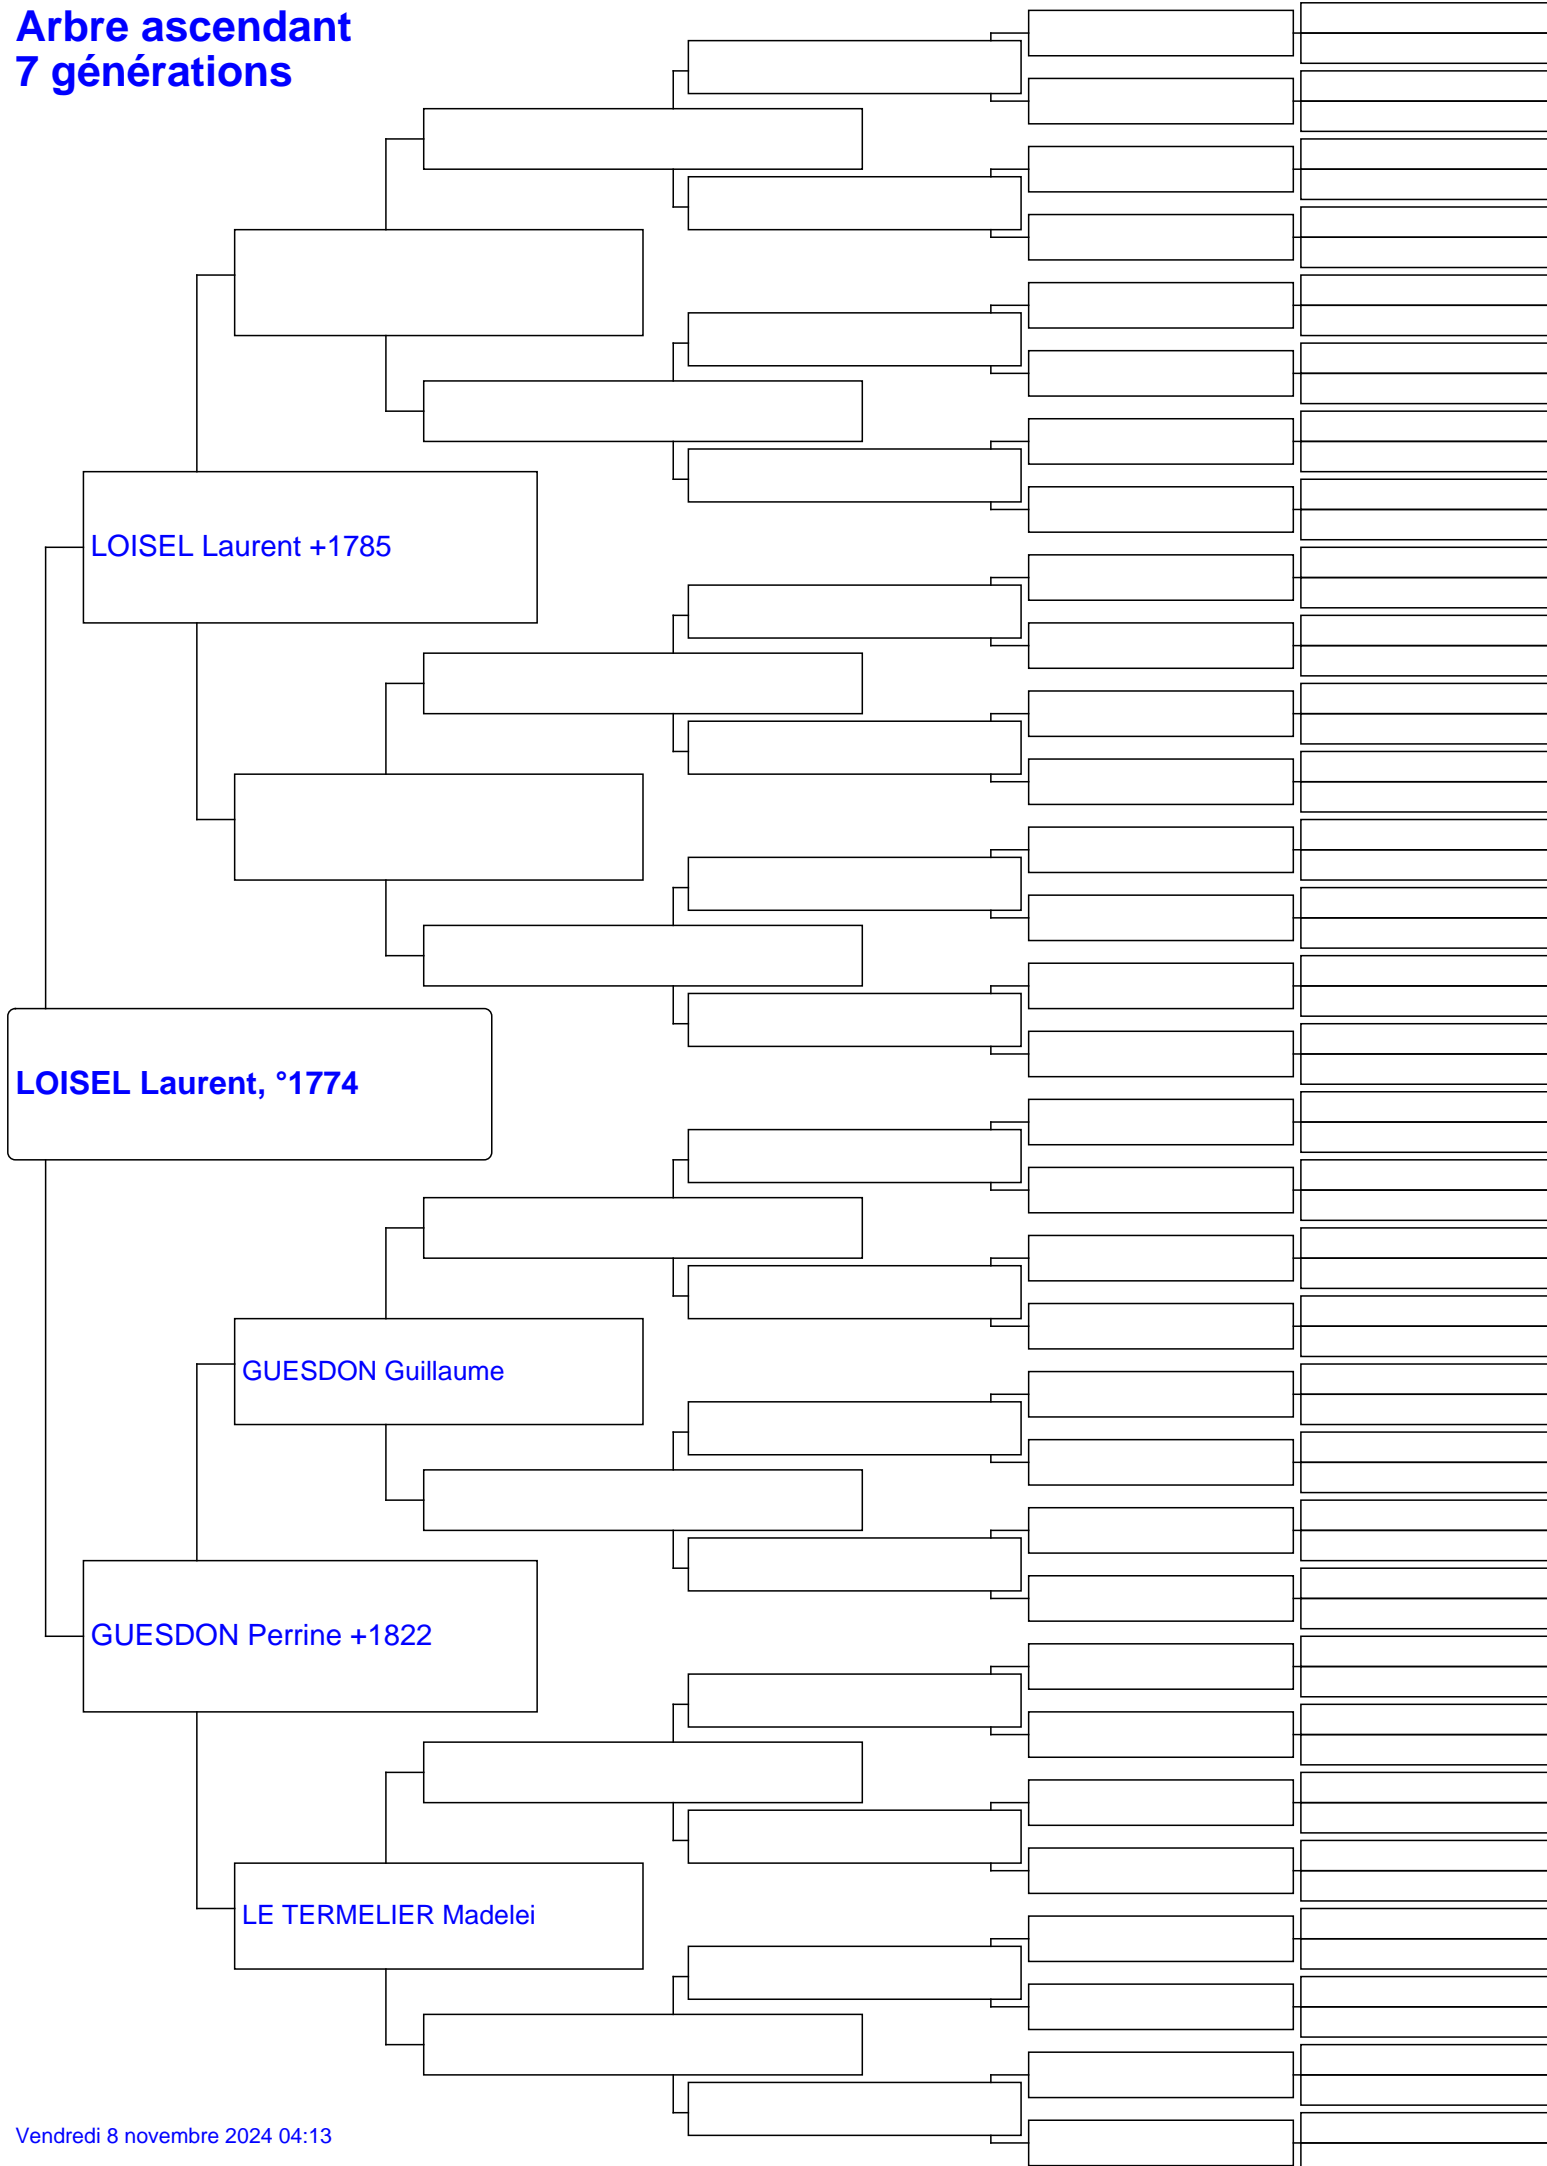 Arbre ascendant
7 générations
LOISEL Laurent +1785
LOISEL Laurent, °1774
GUESDON Guillaume
GUESDON Perrine +1822
LE TERMELIER Madelei
Vendredi 8 novembre 2024 04:13